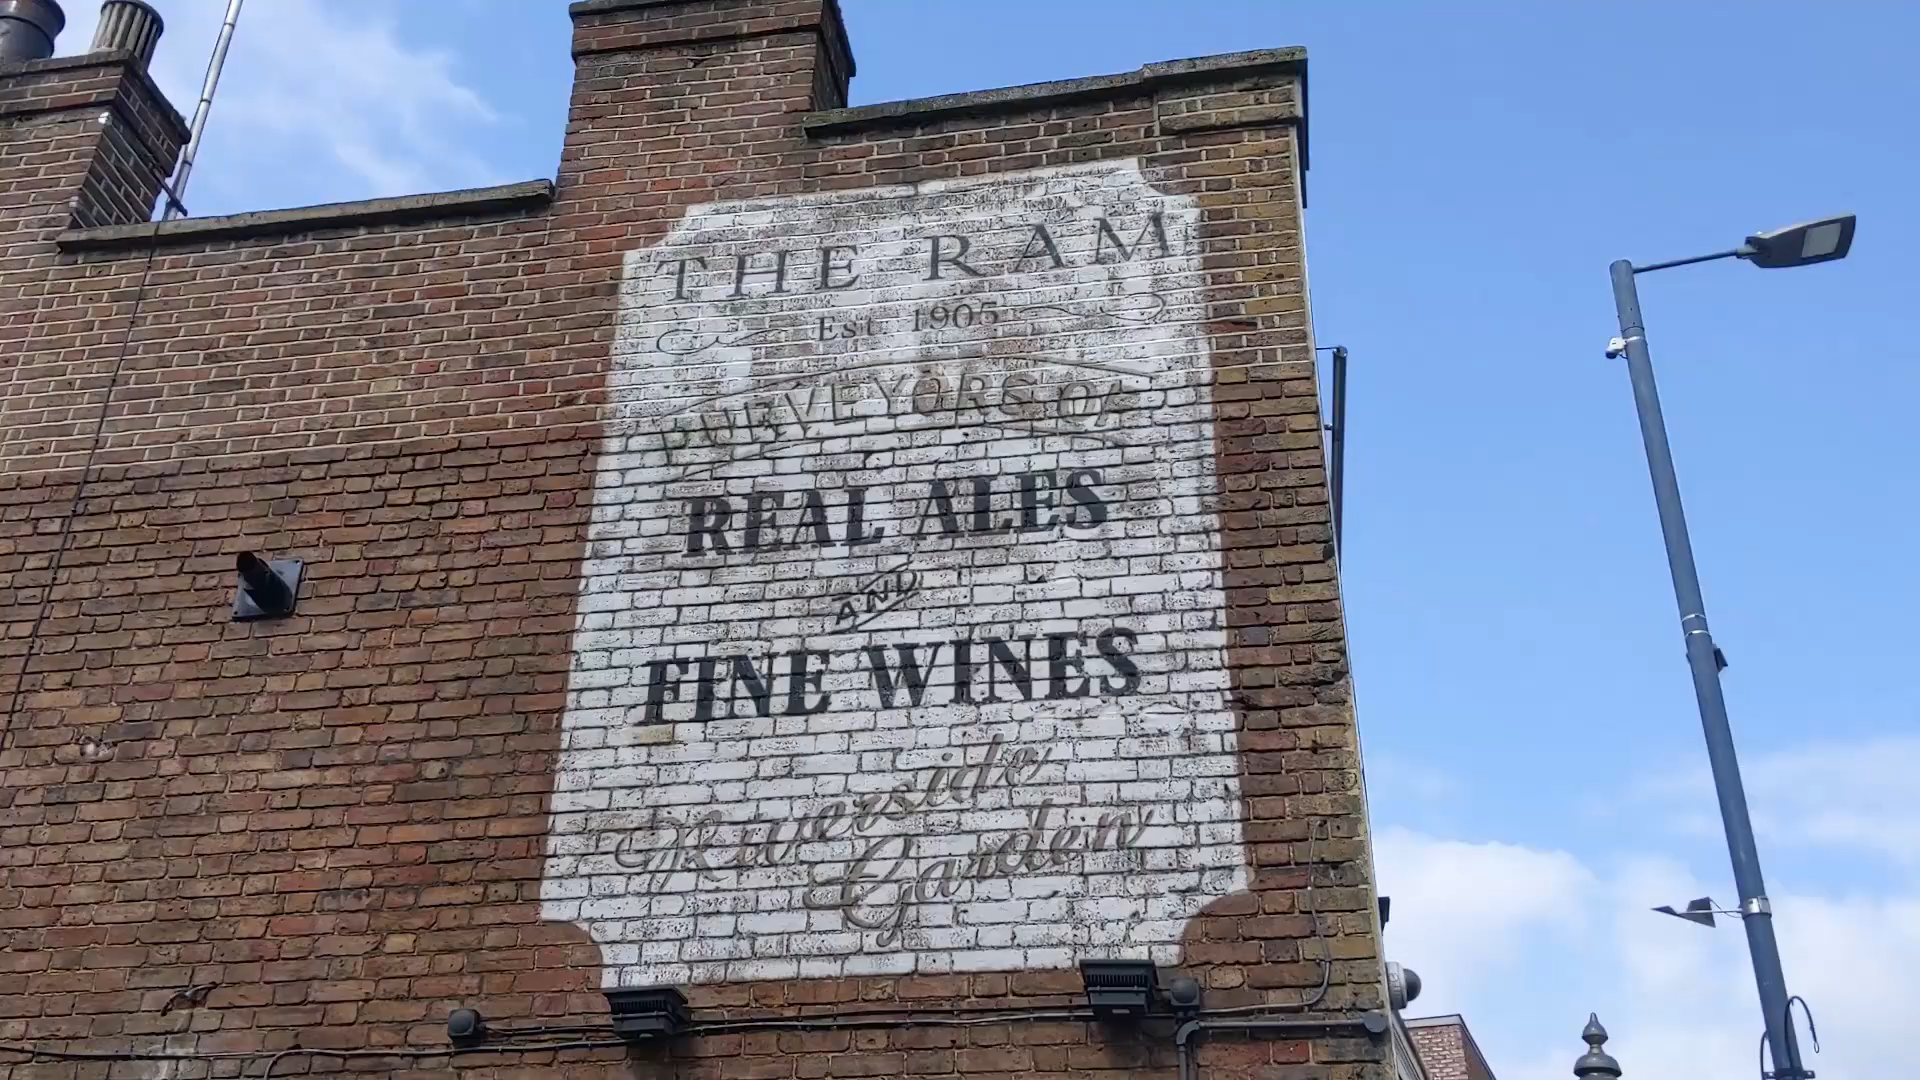 THE RAM
Est. 1905
PURVEYORS OF
REAL ALES
AND
FINE WINES
Riverside
Garden